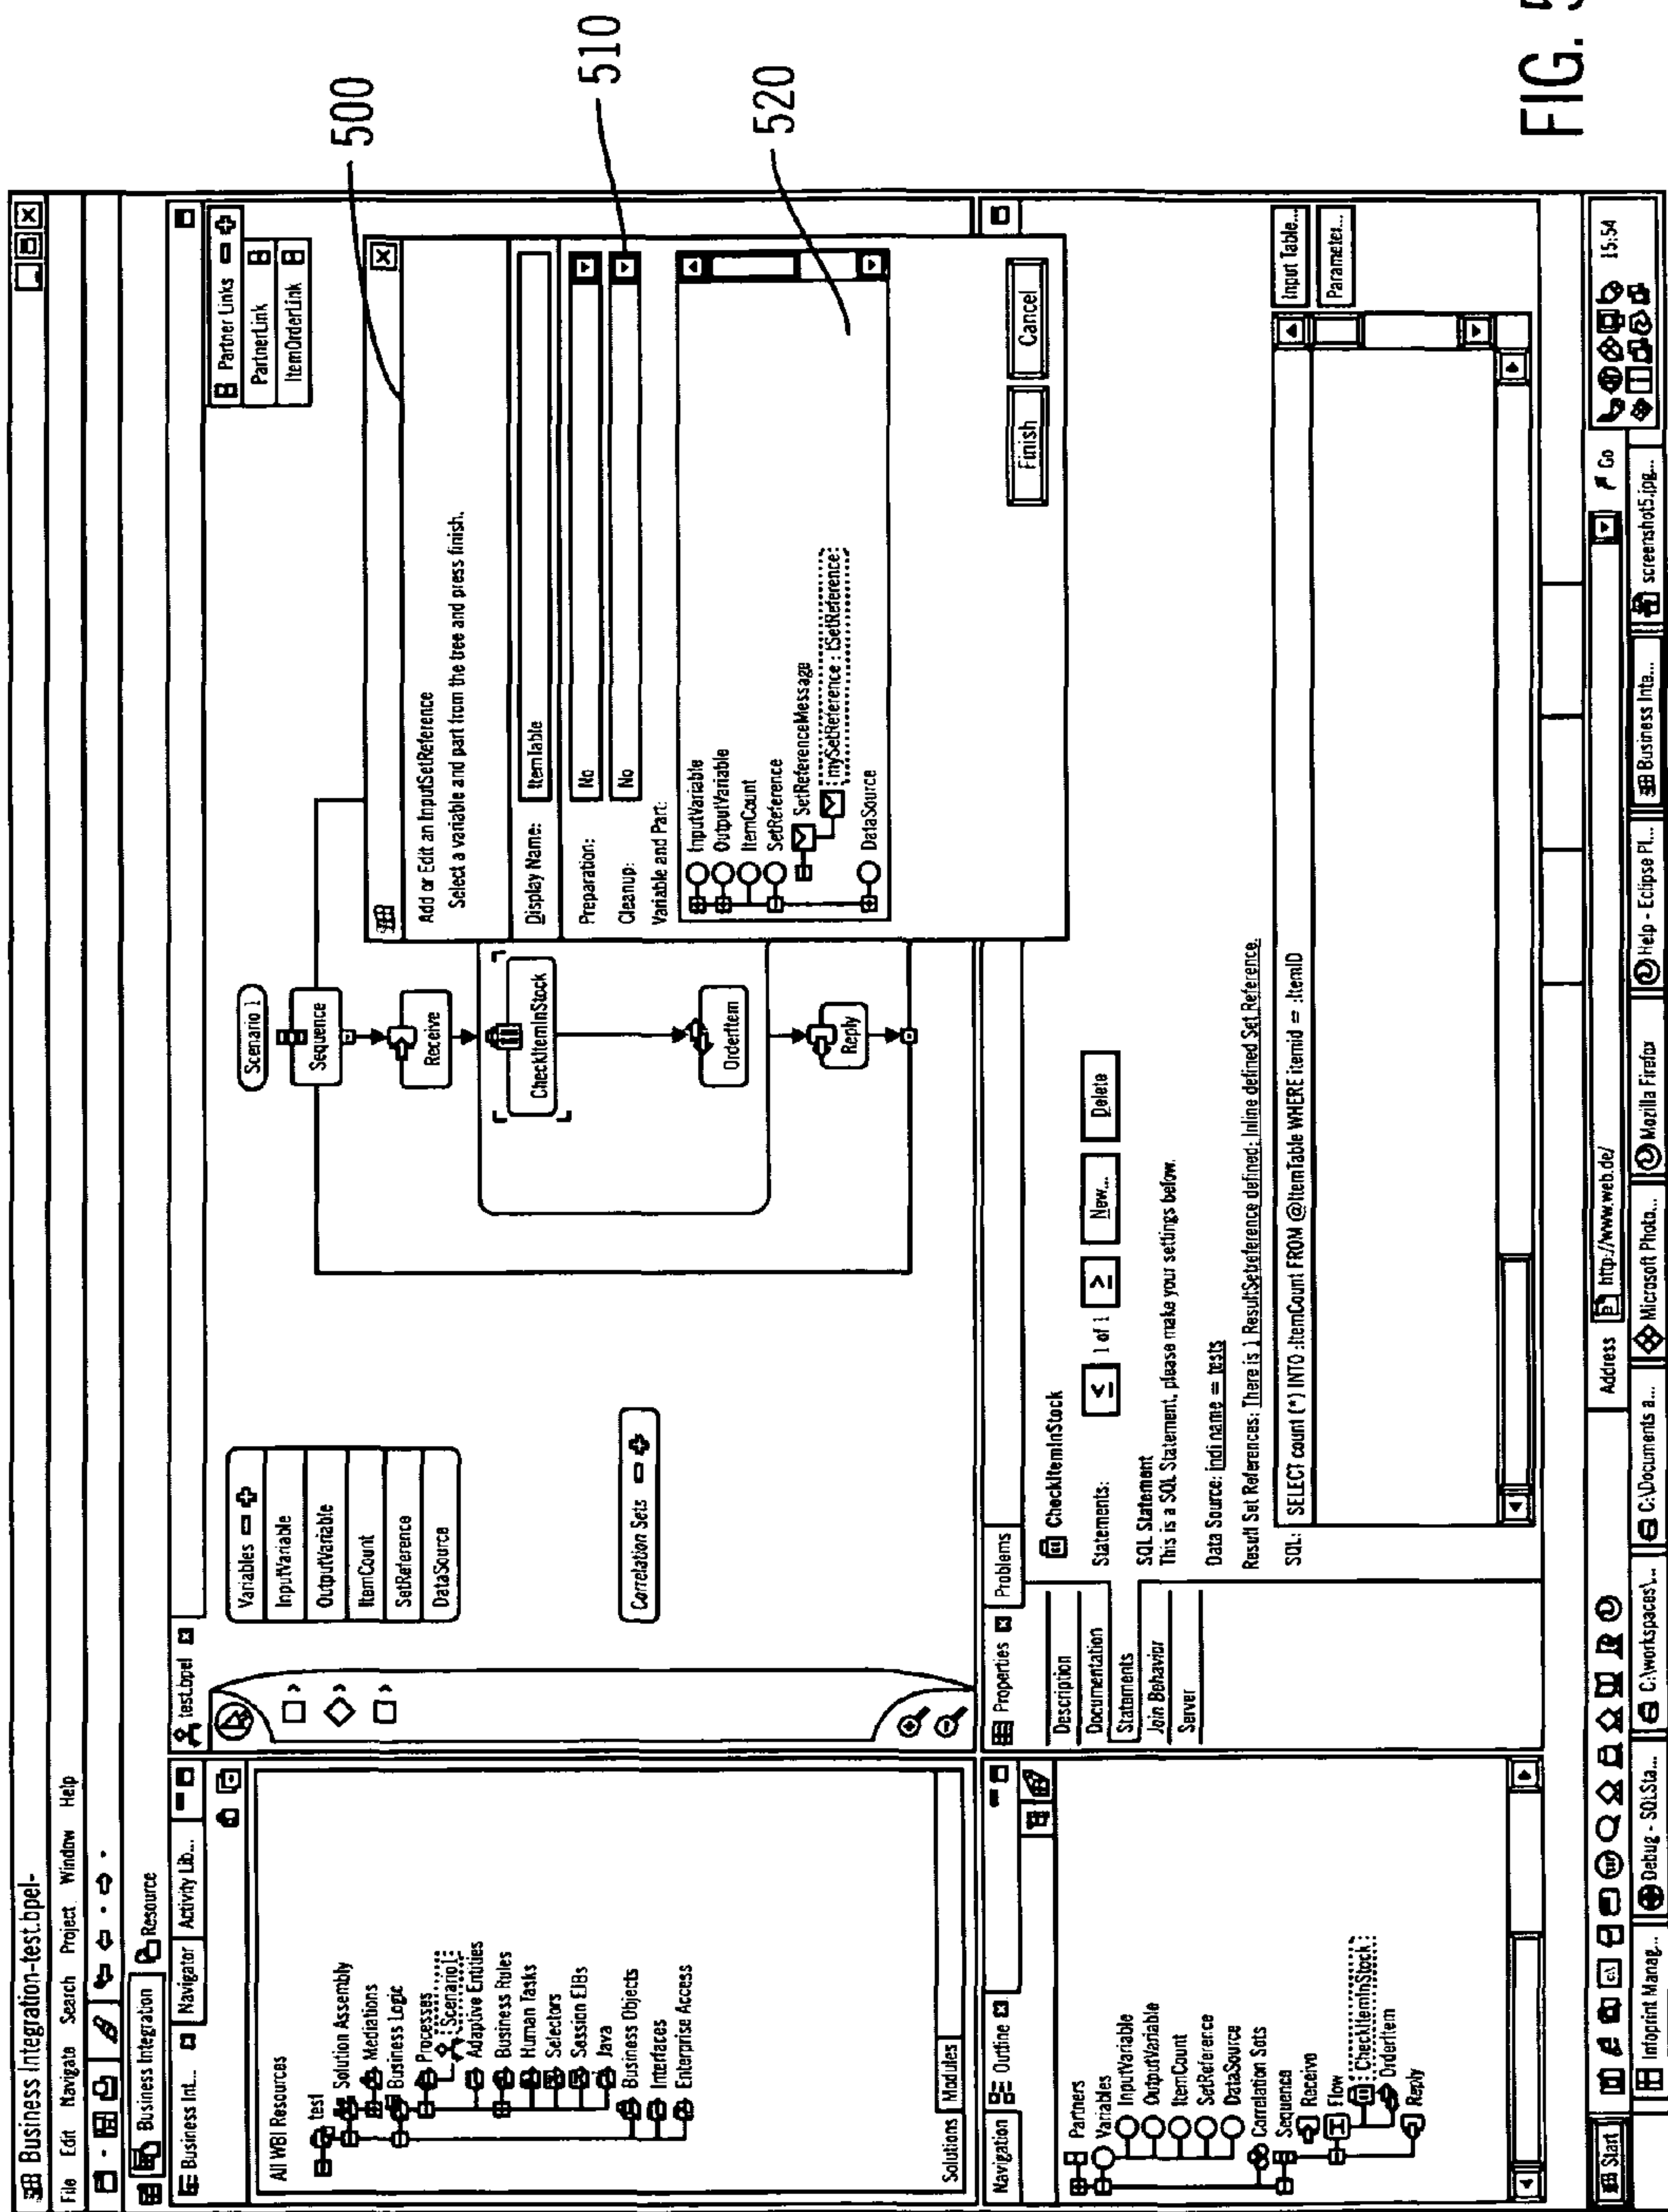 Business Integration-test.bpel-
File Edit Navigate Search Project Window Help
Business Integration Resource
Business Int... Navigator Activity Lib...
All WBI Resources
test
Solution Assembly
Mediations
Business Logic
Processes
Scenario1
Adaptive Entities
Business Rules
Human Tasks
Selectors
Session EJBs
Java
Business Objects
Interfaces
Enterprise Access
Solutions Modules
Navigation Outline
Partners
Variables
InputVariable
OutputVariable
ItemCount
SetReference
DataSource
Correlation Sets
Sequence
Receive
Flow
CheckItemInStock
OrderItem
Reply
test.bpel
Variables
InputVariable
OutputVariable
ItemCount
SetReference
DataSource
Correlation Sets
Scenario 1
Sequence
Receive
CheckItemInStock
OrderItem
Reply
Partner Links
PartnerLink
ItemOrderLink
Add or Edit an InputSetReference
Select a variable and part from the tree and press finish.
Display Name: ItemTable
Preparation: No
Cleanup: No
Variable and Part:
InputVariable
OutputVariable
ItemCount
SetReference
SetReferenceMessage
mySetReference : tSetReference
DataSource
Finish Cancel
500
510
520
Properties Problems
Description
Documentation
Statements
Join Behavior
Server
CheckItemInStock
Statements: < 1 of 1 > New... Delete
SQL Statement
This is a SQL Statement, please make your settings below.
Data Source: indi name = tests
Result Set References: There is 1 ResultSetreference defined; Inline defined Set Reference.
SQL: SELECT count (*) INTO :ItemCount FROM @ItemTable WHERE itemid = :ItemID
Input Table...
Parameter...
Start
Address http://www.web.de/ Go 15:54
Infoprint Manag... Debug - SQLSta... C:\workspaces\... C:\Documents a... Microsoft Photo... Mozilla Firefox Help - Eclipse Pl... Business Inte... screenshot5.jpg...
FIG. 5